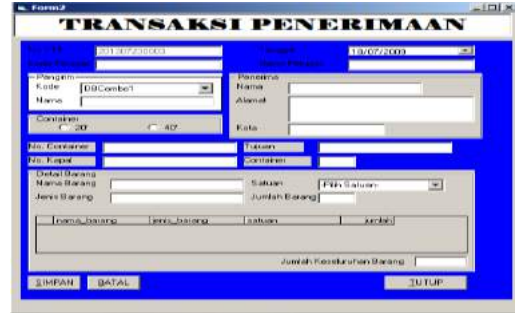 Form2
TRANSAKSI PENERIMAAN
201307230003
18/07/2009
Pengirim
Kode DBCombo1
Nama
Penerima
Nama
Alamat
Kota
Container
20' 40'
No. Container Tujuan
No. Kapal Container
Detail Barang
Nama Barang Satuan -Pilih Satuan-
Jenis Barang Jumlah Barang
nama_barang jenis_barang satuan jumlah
Jumlah Keseluruhan Barang
SIMPAN BATAL TUTUP